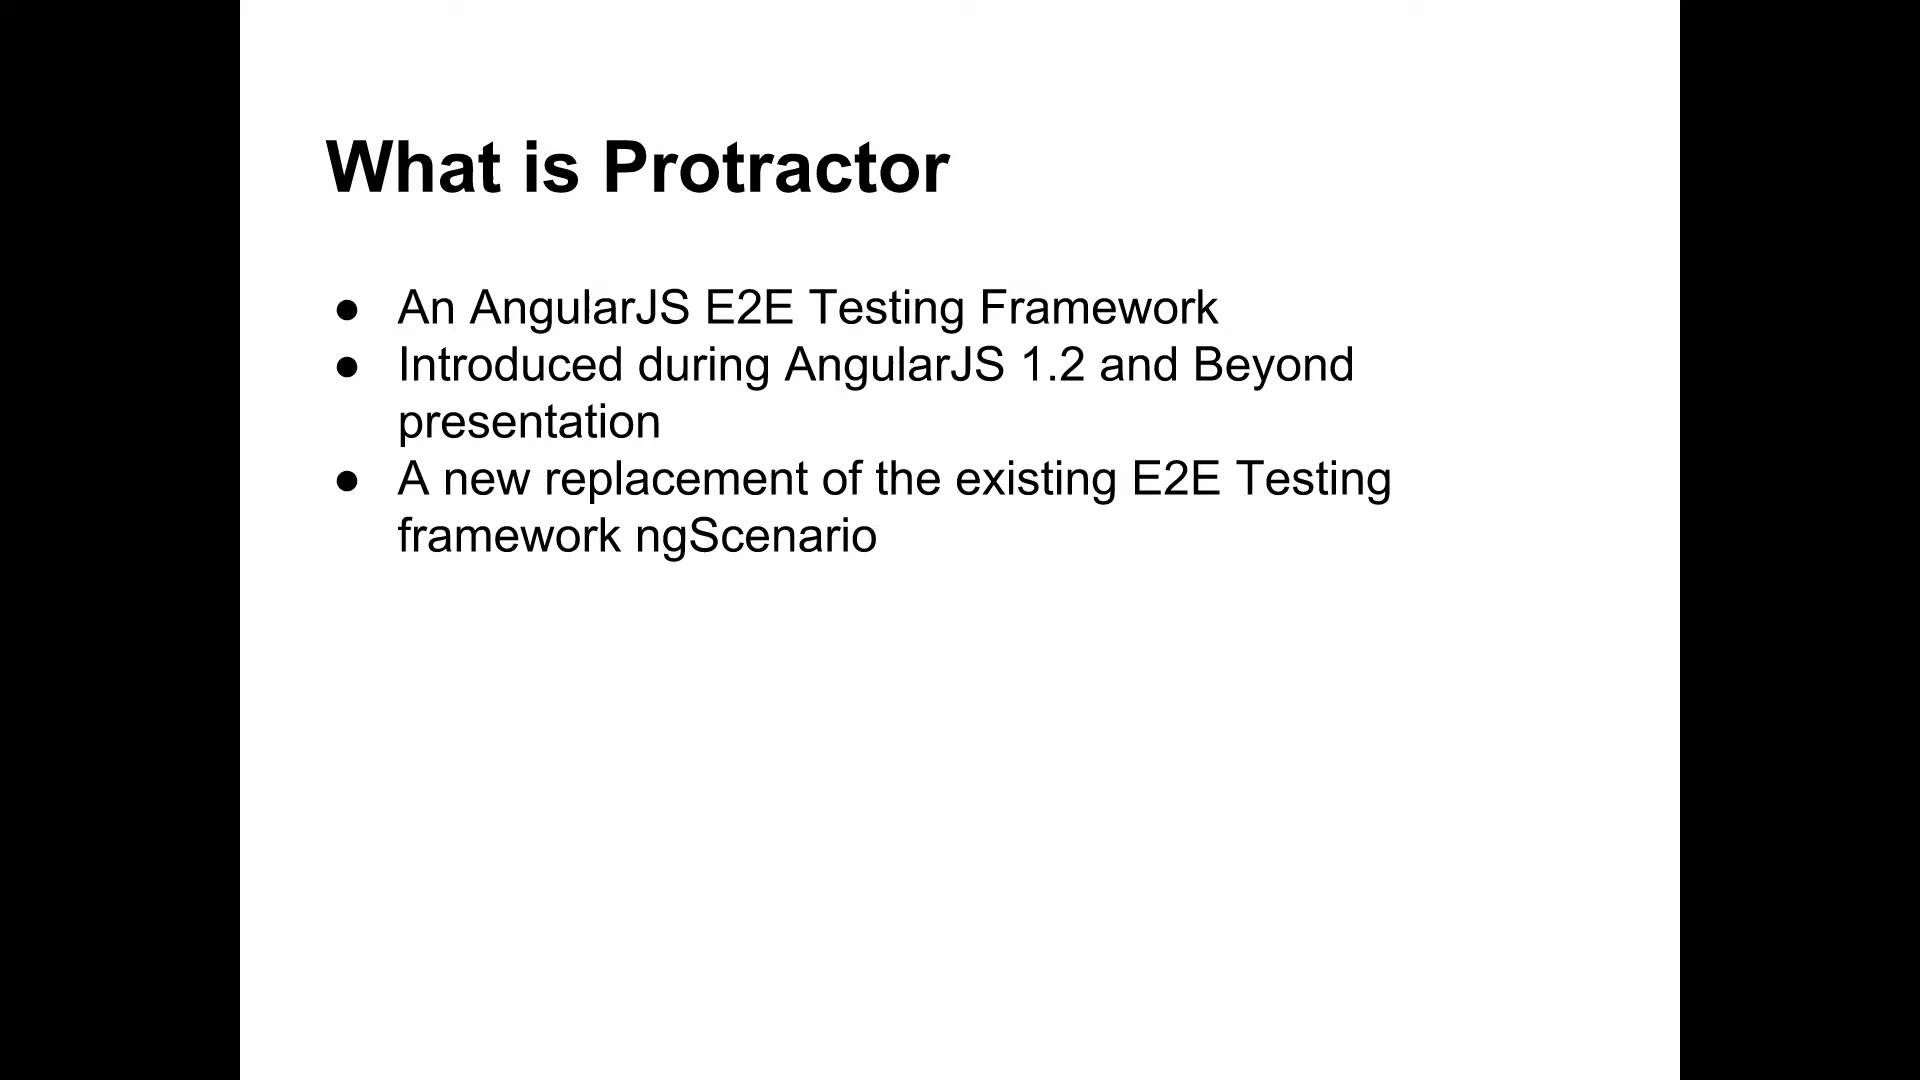 What is Protractor
● An AngularJS E2E Testing Framework
● Introduced during AngularJS 1.2 and Beyond
presentation
● A new replacement of the existing E2E Testing
framework ngScenario